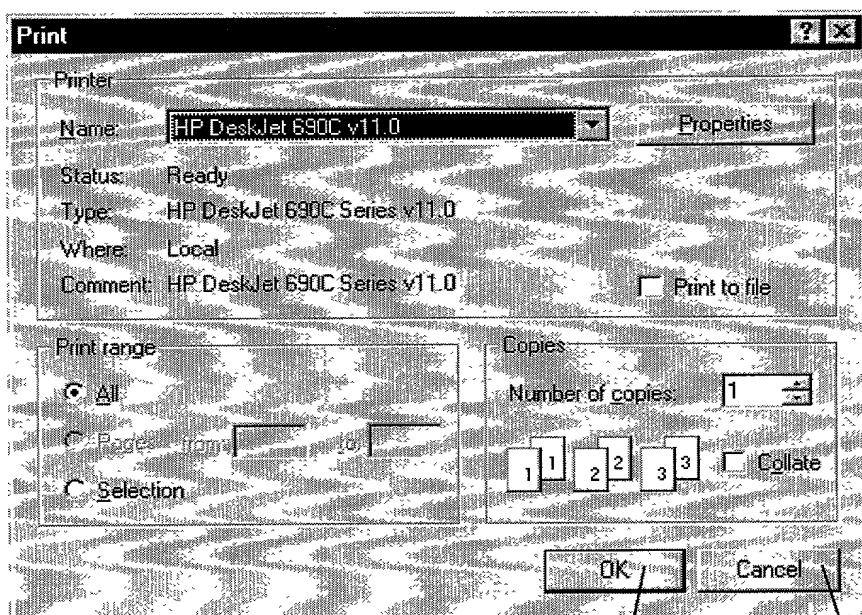 Print
Printer
Name: HP DeskJet 690C v11.0 Properties
Status: Ready
Type: HP DeskJet 690C Series v11.0
Where: Local
Comment: HP DeskJet 690C Series v11.0 Print to file
Print range
All
Pages from to
Selection
Copies
Number of copies: 1
1 1 2 2 3 3 Collate
OK Cancel